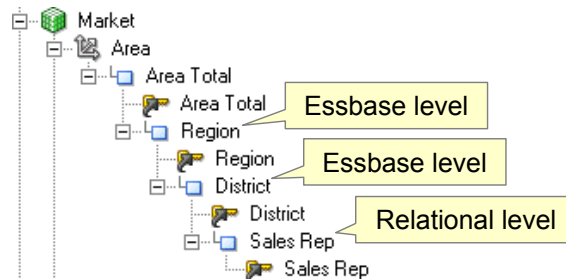 Market
Area
Area Total
Area Total
Essbase level
Region
Region
Essbase level
District
District
Relational level
Sales Rep
Sales Rep